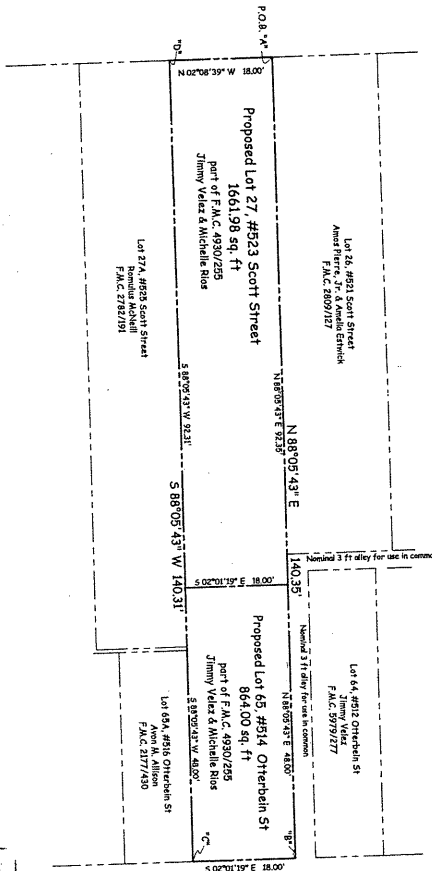 P.O.B. "A"
"D"
N 02°08'39" W 18.00'
Lot 26, #521 Scott Street
Amos Pierre, Jr. & Amelia Estwick
F.M.C. 2809/127
Proposed Lot 27, #523 Scott Street
1661.98 sq. ft
part of F.M.C. 4930/255
Jimmy Velez & Michelle Rios
Lot 27A, #525 Scott Street
Romulus McNeill
F.M.C. 2782/191
N 88°05'43" E 92.35'
S 88°05'43" W 92.31'
N 88°05'43" E
140.35'
S 88°05'43" W 140.31'
Nominal 3 ft alley for use in commo
S 02°01'19" E 18.00'
Nominal 3 ft alley for use in common
Lot 64, #512 Otterbein St
Jimmy Velez
F.M.C. 5979/277
Proposed Lot 65, #514 Otterbein St
864.00 sq. ft
part of F.M.C. 4930/255
Jimmy Velez & Michelle Rios
N 88°05'43" E 48.00'
S 88°05'43" W 48.00'
Lot 65A, #516 Otterbein St
Avon M. Allison
F.M.C. 2177/430
"B"
"C"
S 02°01'19" E 18.00'